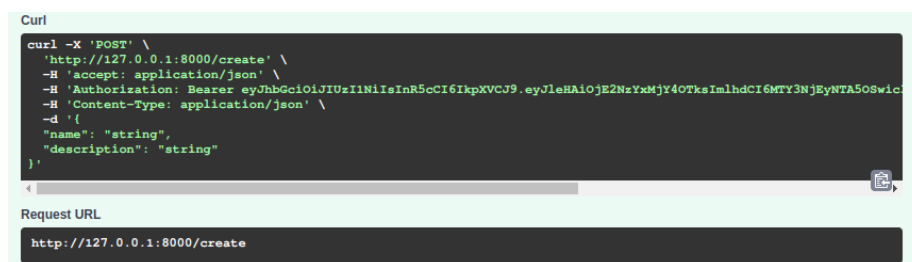 Curl
curl -X 'POST' \
'http://127.0.0.1:8000/create' \
-H 'accept: application/json' \
-H 'Authorization: Bearer eyJhbGciOiJIUzI1NiIsInR5cCI6IkpXVCJ9.eyJleHAiOjE2NzYxMjY4OTksImlhdCI6MTY3NjEyNTA5OSwic
-H 'Content-Type: application/json' \
-d '{
"name": "string",
"description": "string"
}'
Request URL
http://127.0.0.1:8000/create